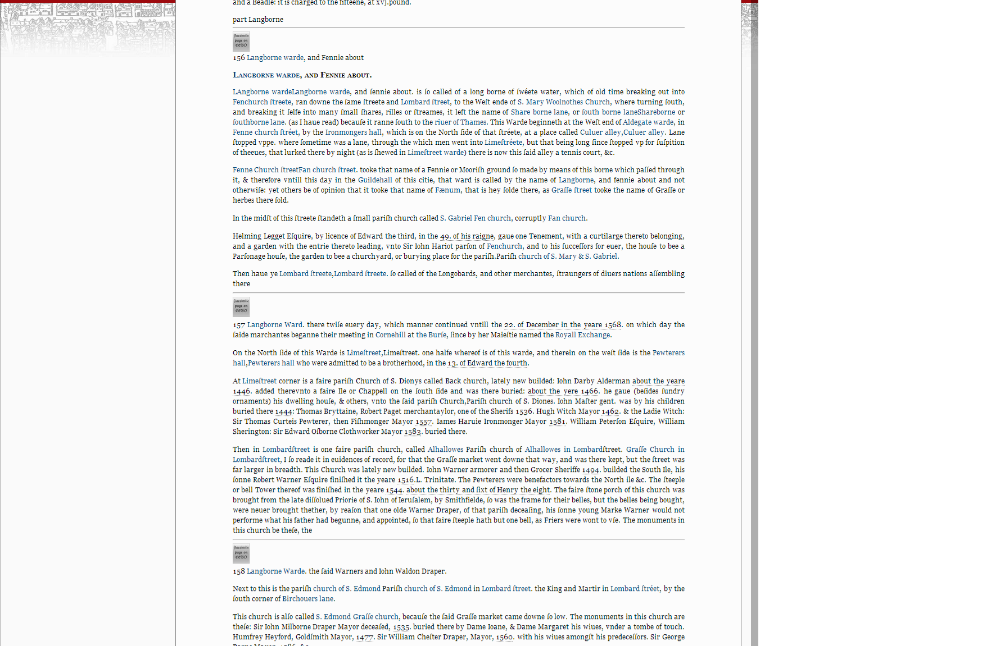 and a Beadle: it is charged to the fifteene, at xvj.pound.
part Langborne
Facsimile
page on
EEBO
156 Langborne warde, and Fennie about
Langborne warde, and Fennie about.
LAngborne wardeLangborne warde, and fennie about. is ſo called of a long borne of ſwéete water, which of old time breaking out into
Fenchurch ſtreete, ran downe the ſame ſtreete and Lombard ſtreet, to the Weſt ende of S. Mary Woolnothes Church, where turning ſouth,
and breaking it ſelfe into many ſmall ſhares, rilles or ſtreames, it left the name of Share borne lane, or ſouth borne laneShareborne or
ſouthborne lane. (as I haue read) becauſe it ranne ſouth to the riuer of Thames. This Warde beginneth at the Weſt end of Aldegate warde, in
Fenne church ſtréet, by the Ironmongers hall, which is on the North ſide of that ſtréete, at a place called Culuer alley,Culuer alley. Lane
ſtopped vppe. where ſometime was a lane, through the which men went into Limeſtréete, but that being long ſince ſtopped vp for ſuſpition
of theeues, that lurked there by night (as is ſhewed in Limeſtreet warde) there is now this ſaid alley a tennis court, &c.
Fenne Church ſtreetFan church ſtreet. tooke that name of a Fennie or Mooriſh ground ſo made by means of this borne which paſſed through
it, & therefore vntill this day in the Guildehall of this citie, that ward is called by the name of Langborne, and fennie about and not
otherwiſe: yet others be of opinion that it tooke that name of Fænum, that is hey ſolde there, as Graſſe ſtreet tooke the name of Graſſe or
herbes there ſold.
In the midſt of this ſtreete ſtandeth a ſmall pariſh church called S. Gabriel Fen church, corruptly Fan church.
Helming Legget Eſquire, by licence of Edward the third, in the 49. of his raigne, gaue one Tenement, with a curtilarge thereto belonging,
and a garden with the entrie thereto leading, vnto Sir Iohn Hariot parſon of Fenchurch, and to his ſucceſſors for euer, the houſe to bee a
Parſonage houſe, the garden to bee a churchyard, or burying place for the pariſh.Pariſh church of S. Mary & S. Gabriel.
Then haue ye Lombard ſtreete,Lombard ſtreete. ſo called of the Longobards, and other merchantes, ſtraungers of diuers nations aſſembling
there
Facsimile
page on
EEBO
157 Langborne Ward. there twiſe euery day, which manner continued vntill the 22. of December in the yeare 1568. on which day the
ſaide marchantes beganne their meeting in Cornehill at the Burſe, ſince by her Maieſtie named the Royall Exchange.
On the North ſide of this Warde is Limeſtreet,Limeſtreet. one halfe whereof is of this warde, and therein on the weſt ſide is the Pewterers
hall,Pewterers hall who were admitted to be a brotherhood, in the 13. of Edward the fourth.
At Limeſtreet corner is a faire pariſh Church of S. Dionys called Back church, lately new builded: Iohn Darby Alderman about the yeare
1446. added therevnto a faire Ile or Chappell on the ſouth ſide and was there buried: about the yere 1466. he gaue (beſides ſundry
ornaments) his dwelling houſe, & others, vnto the ſaid pariſh Church,Pariſh church of S. Diones. Iohn Maſter gent. was by his children
buried there 1444: Thomas Bryttaine, Robert Paget merchantaylor, one of the Sherifs 1536. Hugh Witch Mayor 1462. & the Ladie Witch:
Sir Thomas Curteis Pewterer, then Fiſhmonger Mayor 1557. Iames Haruie Ironmonger Mayor 1581. William Peterſon Eſquire, William
Sherington: Sir Edward Oſborne Clothworker Mayor 1583. buried there.
Then in Lombardſtreet is one faire pariſh church, called Alhallowes Pariſh church of Alhallowes in Lombardſtreet. Graſſe Church in
Lombardſtreet, I ſo reade it in euidences of record, for that the Graſſe market went downe that way, and was there kept, but the ſtreet was
far larger in breadth. This Church was lately new builded. Iohn Warner armorer and then Grocer Sheriffe 1494. builded the South Ile, his
ſonne Robert Warner Eſquire finiſhed it the yeare 1516.L. Trinitate. The Pewterers were benefactors towards the North ile &c. The ſteeple
or bell Tower thereof was finiſhed in the yeare 1544. about the thirty and ſixt of Henry the eight. The faire ſtone porch of this church was
brought from the late diſſolued Priorie of S. Iohn of Ieruſalem, by Smithfielde, ſo was the frame for their belles, but the belles being bought,
were neuer brought thether, by reaſon that one olde Warner Draper, of that pariſh deceaſing, his ſonne young Marke Warner would not
performe what his father had begunne, and appointed, ſo that faire ſteeple hath but one bell, as Friers were wont to vſe. The monuments in
this church be theſe, the
Facsimile
page on
EEBO
158 Langborne Warde. the ſaid Warners and Iohn Waldon Draper.
Next to this is the pariſh church of S. Edmond Pariſh church of S. Edmond in Lombard ſtreet. the King and Martir in Lombard ſtréet, by the
ſouth corner of Birchouers lane.
This church is alſo called S. Edmond Graſſe church, becauſe the ſaid Graſſe market came downe ſo low. The monuments in this church are
theſe: Sir Iohn Milborne Draper Mayor deceaſed, 1535. buried there by Dame Ioane, & Dame Margaret his wiues, vnder a tombe of touch.
Humfrey Heyford, Goldſmith Mayor, 1477. Sir William Cheſter Draper, Mayor, 1560. with his wiues amongſt his predeceſſors. Sir George